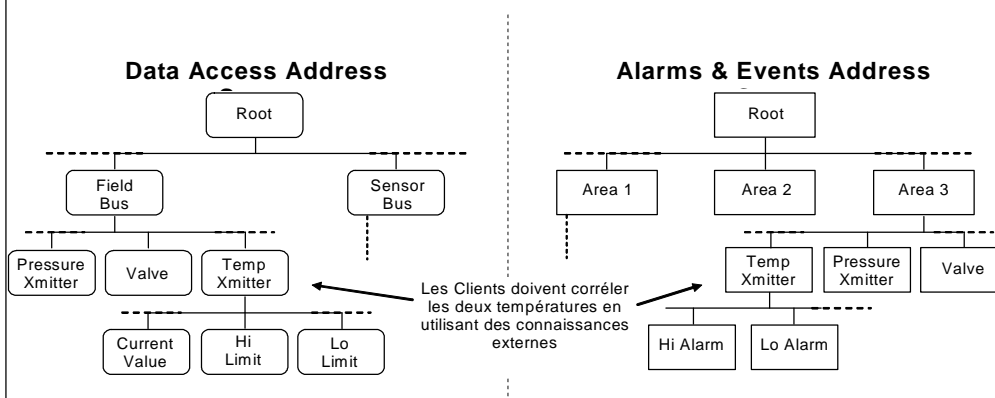 Data Access Address
Root
Field
Bus
Sensor
Bus
Pressure
Xmitter
Valve
Temp
Xmitter
Current
Value
Hi
Limit
Lo
Limit
Les Clients doivent corréler
les deux températures en
utilisant des connaissances
externes
Alarms & Events Address
Root
Area 1
Area 2
Area 3
Temp
Xmitter
Pressure
Xmitter
Valve
Hi Alarm
Lo Alarm